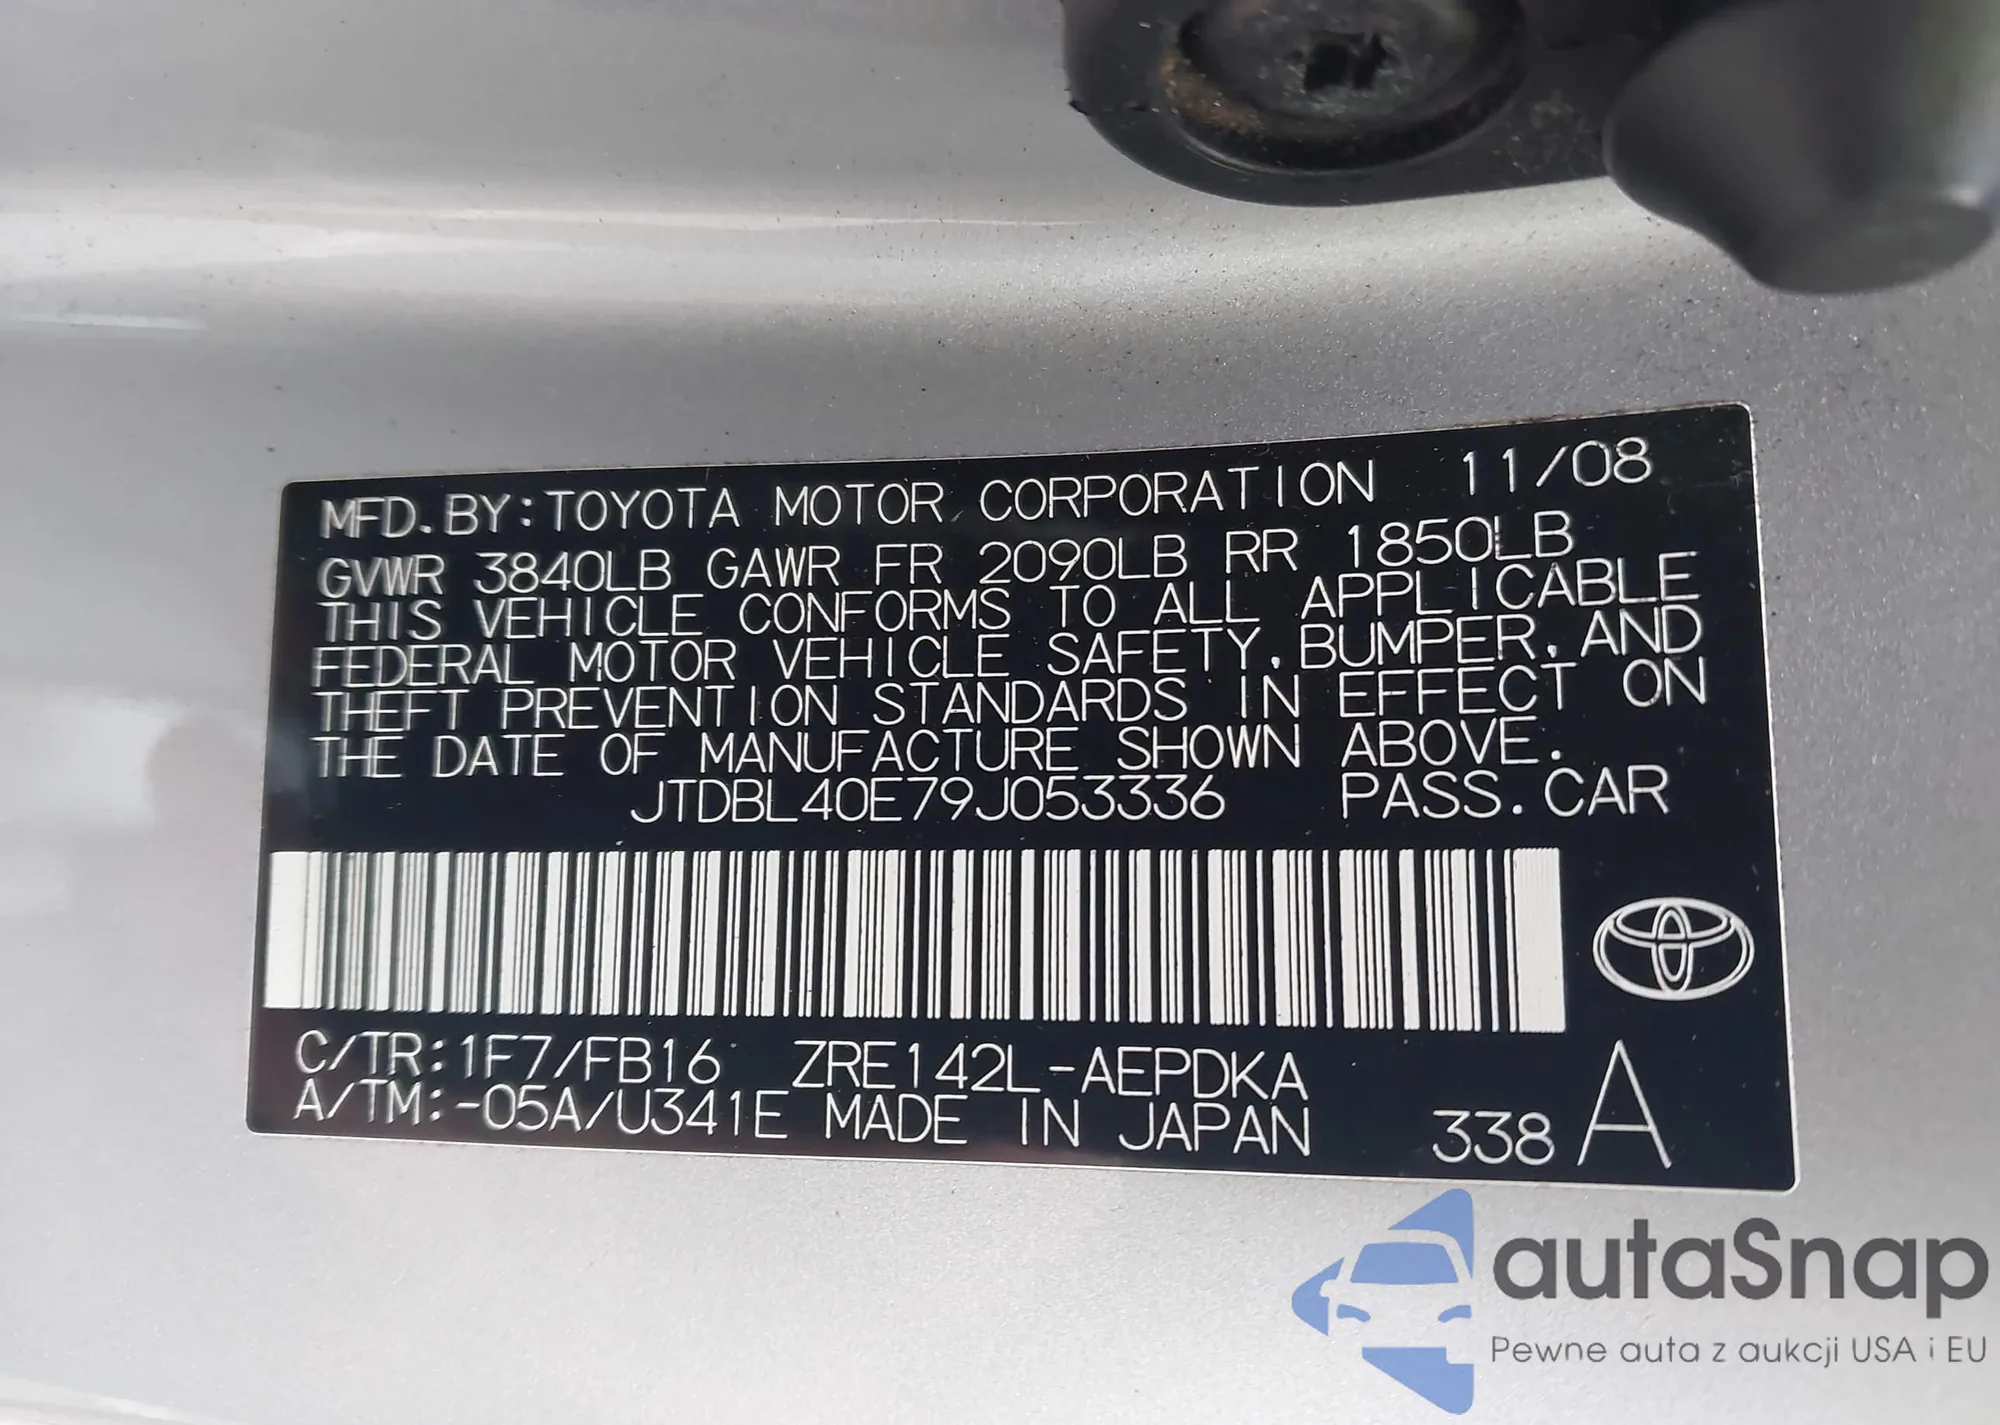 MFD. BY: TOYOTA MOTOR CORPORATION 11/08
GVWR 3840LB GAWR FR 2090LB RR 1850LB
THIS VEHICLE CONFORMS TO ALL APPLICABLE
FEDERAL MOTOR VEHICLE SAFETY, BUMPER, AND
THEFT PREVENTION STANDARDS IN EFFECT ON
THE DATE OF MANUFACTURE SHOWN ABOVE.
JTDBL40E79J053336 PASS. CAR
C/TR: 1F7/FB16 ZRE142L-AEPDKA
A/TM: -05A/U341E MADE IN JAPAN 338 A
autaSnap
Pewne auta z aukcji USA i EU